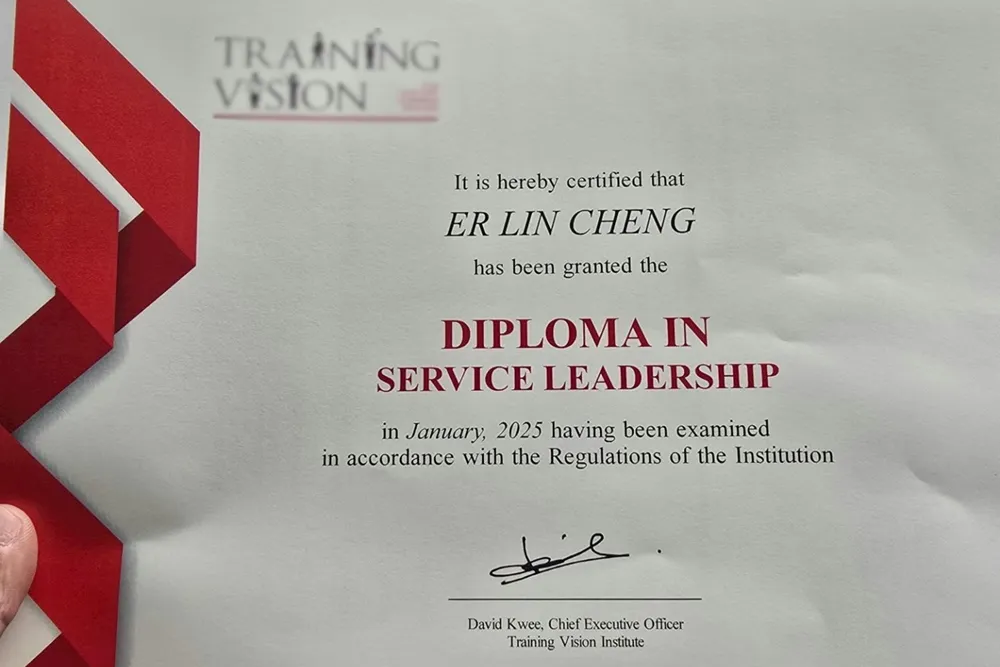 TRAINING
VISION
It is hereby certified that
ER LIN CHENG
has been granted the
DIPLOMA IN
SERVICE LEADERSHIP
in January, 2025 having been examined
in accordance with the Regulations of the Institution
David Kwee, Chief Executive Officer
Training Vision Institute